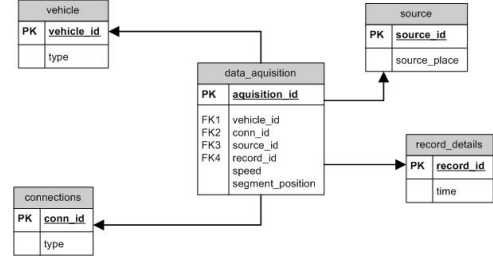 vehicle
PK vehicle_id
type
source
PK source_id
source_place
data_aquisition
PK aquisition_id
FK1 vehicle_id
FK2 conn_id
FK3 source_id
FK4 record_id
speed
segment_position
record_details
PK record_id
time
connections
PK conn_id
type